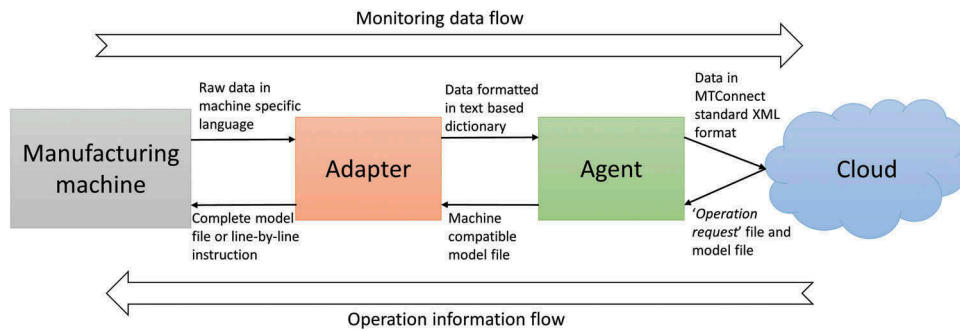 Monitoring data flow
Raw data in
machine specific
language
Data formatted
in text based
dictionary
Data in
MTConnect
standard XML
format
Manufacturing
machine
Adapter
Agent
Cloud
Complete model
file or line-by-line
instruction
Machine
compatible
model file
'Operation
request' file and
model file
Operation information flow